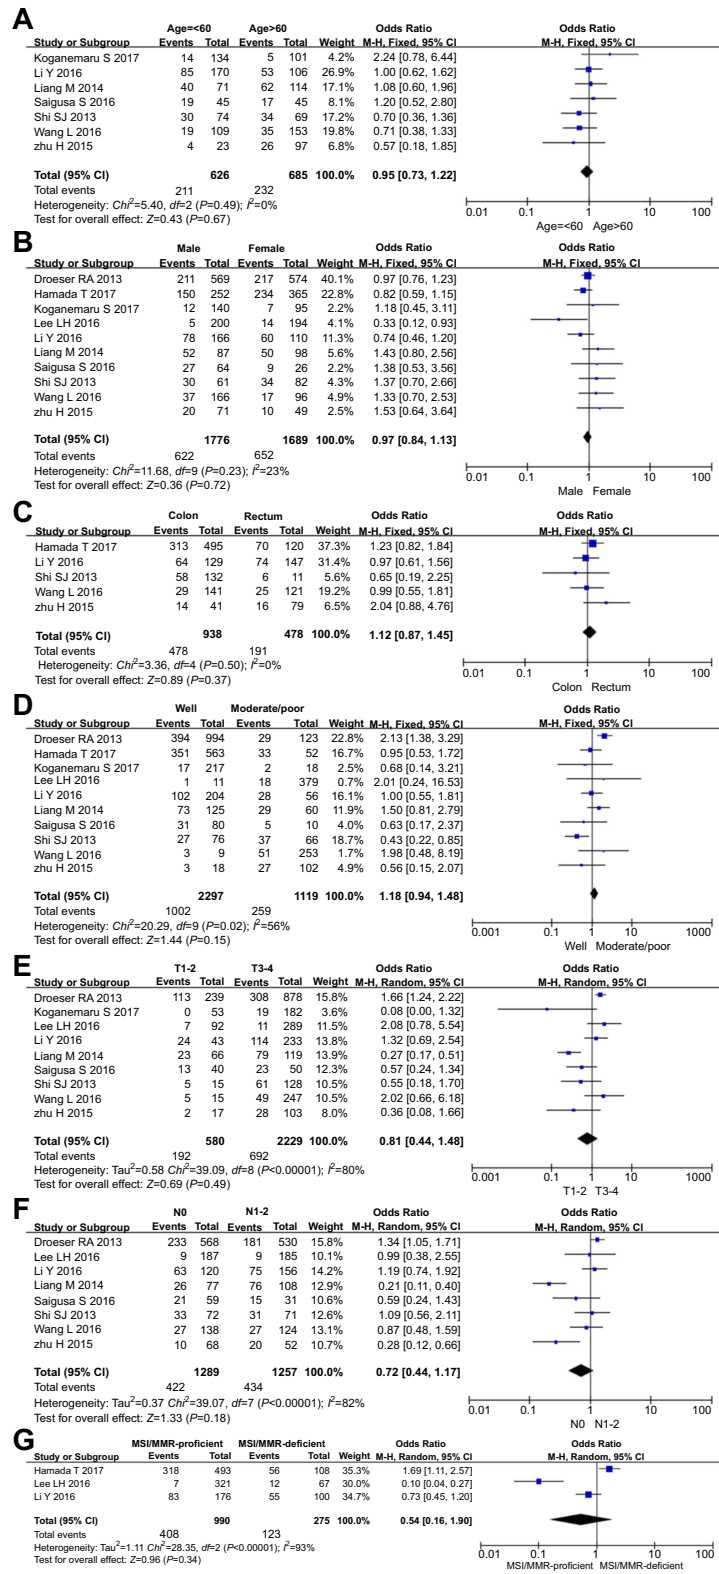 A
Age=<60 Age>60 Odds Ratio Odds Ratio
Study or Subgroup Events Total Events Total Weight M-H, Fixed, 95% CI M-H, Fixed, 95% CI
Koganemaru S 2017 14 134 5 101 4.2% 2.24 [0.78, 6.44]
Li Y 2016 85 170 53 106 26.9% 1.00 [0.62, 1.62]
Liang M 2014 40 71 62 114 17.1% 1.08 [0.60, 1.96]
Saigusa S 2016 19 45 17 45 8.1% 1.20 [0.52, 2.80]
Shi SJ 2013 30 74 34 69 17.2% 0.70 [0.36, 1.36]
Wang L 2016 19 109 35 153 19.8% 0.71 [0.38, 1.33]
zhu H 2015 4 23 26 97 6.8% 0.57 [0.18, 1.85]
Total (95% CI) 626 685 100.0% 0.95 [0.73, 1.22]
Total events 211 232
Heterogeneity: Chi²=5.40, df=2 (P=0.49); I²=0%
Test for overall effect: Z=0.43 (P=0.67)
0.01 0.1 1 10 100
Age=<60 Age>60
B
Male Female Odds Ratio Odds Ratio
Study or Subgroup Events Total Events Total Weight M-H, Fixed, 95% CI M-H, Fixed, 95% CI
Droeser RA 2013 211 569 217 574 40.1% 0.97 [0.76, 1.23]
Hamada T 2017 150 252 234 365 22.8% 0.82 [0.59, 1.15]
Koganemaru S 2017 12 140 7 95 2.2% 1.18 [0.45, 3.11]
Lee LH 2016 5 200 14 194 4.1% 0.33 [0.12, 0.93]
Li Y 2016 78 166 60 110 11.3% 0.74 [0.46, 1.20]
Liang M 2014 52 87 50 98 5.6% 1.43 [0.80, 2.56]
Saigusa S 2016 27 64 9 26 2.2% 1.38 [0.53, 3.56]
Shi SJ 2013 30 61 34 82 4.3% 1.37 [0.70, 2.66]
Wang L 2016 37 166 17 96 4.9% 1.33 [0.70, 2.53]
zhu H 2015 20 71 10 49 2.5% 1.53 [0.64, 3.64]
Total (95% CI) 1776 1689 100.0% 0.97 [0.84, 1.13]
Total events 622 652
Heterogeneity: Chi²=11.68, df=9 (P=0.23); I²=23%
Test for overall effect: Z=0.36 (P=0.72)
0.01 0.1 1 10 100
Male Female
C
Colon Rectum Odds Ratio Odds Ratio
Study or Subgroup Events Total Events Total Weight M-H, Fixed, 95% CI M-H, Fixed, 95% CI
Hamada T 2017 313 495 70 120 37.3% 1.23 [0.82, 1.84]
Li Y 2016 64 129 74 147 31.4% 0.97 [0.61, 1.56]
Shi SJ 2013 58 132 6 11 5.6% 0.65 [0.19, 2.25]
Wang L 2016 29 141 25 121 19.2% 0.99 [0.55, 1.81]
zhu H 2015 14 41 16 79 6.5% 2.04 [0.88, 4.76]
Total (95% CI) 938 478 100.0% 1.12 [0.87, 1.45]
Total events 478 191
Heterogeneity: Chi²=3.36, df=4 (P=0.50); I²=0%
Test for overall effect: Z=0.89 (P=0.37)
0.01 0.1 1 10 100
Colon Rectum
D
Well Moderate/poor Odds Ratio Odds Ratio
Study or Subgroup Events Total Events Total Weight M-H, Fixed, 95% CI M-H, Fixed, 95% CI
Droeser RA 2013 394 994 29 123 22.8% 2.13 [1.38, 3.29]
Hamada T 2017 351 563 33 52 16.7% 0.95 [0.53, 1.72]
Koganemaru S 2017 17 217 2 18 2.5% 0.68 [0.14, 3.21]
Lee LH 2016 1 11 18 379 0.7% 2.01 [0.24, 16.53]
Li Y 2016 102 204 28 56 16.1% 1.00 [0.55, 1.81]
Liang M 2014 73 125 29 60 11.4% 1.50 [0.81, 2.79]
Saigusa S 2016 31 80 5 10 4.0% 0.63 [0.17, 2.37]
Shi SJ 2013 27 76 37 66 19.3% 0.43 [0.22, 0.85]
Wang L 2016 3 9 51 253 1.7% 1.98 [0.48, 8.19]
zhu H 2015 3 18 27 102 4.9% 0.56 [0.15, 2.07]
Total (95% CI) 2297 1119 100.0% 1.18 [0.94, 1.48]
Total events 1002 259
Heterogeneity: Chi²=20.29, df=9 (P=0.02); I²=56%
Test for overall effect: Z=1.44 (P=0.15)
0.001 0.1 1 10 1000
Well Moderate/poor
E
T1-2 T3-4 Odds Ratio Odds Ratio
Study or Subgroup Events Total Events Total Weight M-H, Random, 95% CI M-H, Random, 95% CI
Droeser RA 2013 113 239 308 878 15.8% 1.66 [1.24, 2.22]
Koganemaru S 2017 0 53 19 182 3.6% 0.08 [0.00, 1.32]
Lee LH 2016 7 92 11 289 11.5% 2.08 [0.78, 5.54]
Li Y 2016 24 43 114 233 13.9% 1.32 [0.69, 2.54]
Liang M 2014 23 66 79 119 14.1% 0.27 [0.17, 0.51]
Saigusa S 2016 13 40 23 50 12.2% 0.57 [0.24, 1.34]
Shi SJ 2013 5 15 61 128 10.5% 0.55 [0.18, 1.70]
Wang L 2016 5 15 49 247 10.5% 2.02 [0.66, 6.18]
zhu H 2015 2 17 28 103 8.0% 0.36 [0.08, 1.66]
Total (95% CI) 580 2229 100.0% 0.81 [0.44, 1.48]
Total events 192 692
Heterogeneity: Tau²=0.58 Chi²=39.09, df=8 (P<0.00001); I²=80%
Test for overall effect: Z=0.69 (P=0.49)
0.001 0.1 1 10 1000
T1-2 T3-4
F
N0 N1-2 Odds Ratio Odds Ratio
Study or Subgroup Events Total Events Total Weight M-H, Random, 95% CI M-H, Random, 95% CI
Droeser RA 2013 233 568 181 530 15.8% 1.34 [1.05, 1.71]
Lee LH 2016 9 187 9 185 10.1% 0.99 [0.38, 2.55]
Li Y 2016 63 120 75 156 14.2% 1.19 [0.74, 1.92]
Liang M 2014 26 77 76 108 12.9% 0.21 [0.11, 0.40]
Saigusa S 2016 21 59 15 31 10.7% 0.59 [0.24, 1.43]
Shi SJ 2013 33 72 31 71 12.6% 1.09 [0.56, 2.11]
Wang L 2016 27 138 27 124 13.1% 0.87 [0.48, 1.59]
zhu H 2015 10 68 20 52 10.7% 0.28 [0.12, 0.66]
Total (95% CI) 1289 1257 100.0% 0.72 [0.44, 1.17]
Total events 422 434
Heterogeneity: Tau²=0.37 Chi²=39.07, df=7 (P<0.00001); I²=82%
Test for overall effect: Z=1.33 (P=0.18)
0.01 0.1 1 10 100
N0 N1-2
G
MSI/MMR-proficient MSI/MMR-deficient Odds Ratio Odds Ratio
Study or Subgroup Events Total Events Total Weight M-H, Random, 95% CI M-H, Random, 95% CI
Hamada T 2017 318 493 56 108 35.3% 1.69 [1.11, 2.57]
Lee LH 2016 7 321 12 67 30.0% 0.10 [0.04, 0.27]
Li Y 2016 83 176 55 100 34.7% 0.73 [0.45, 1.20]
Total (95% CI) 990 275 100.0% 0.54 [0.16, 1.90]
Total events 408 123
Heterogeneity: Tau²=1.11 Chi²=28.35, df=2 (P<0.00001); I²=93%
Test for overall effect: Z=0.96 (P=0.34)
0.01 0.1 1 10 100
MSI/MMR-proficient MSI/MMR-deficient